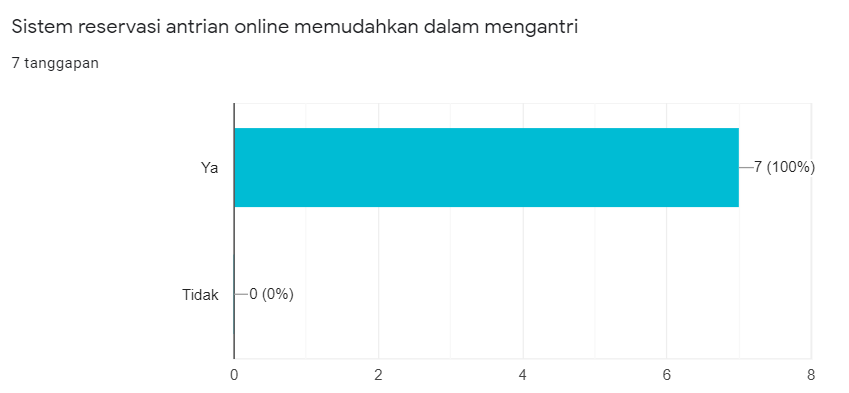 Sistem reservasi antrian online memudahkan dalam mengantri
7 tanggapan
Ya
7 (100%)
Tidak
0 (0%)
0 2 4 6 8